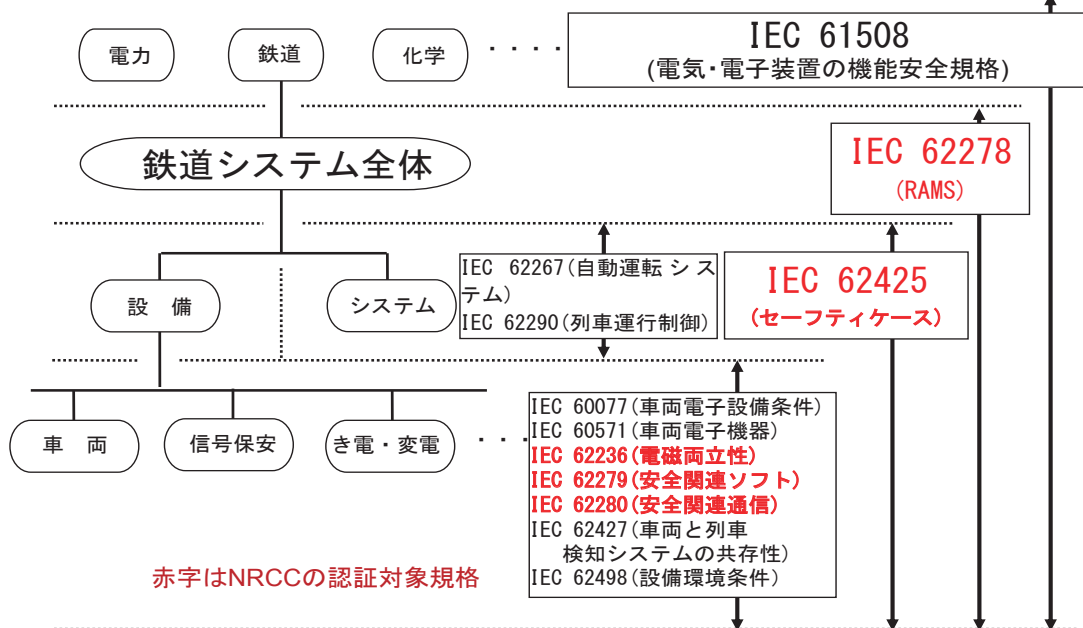 電力
鉄道
化学
・・・・
IEC 61508
(電気・電子装置の機能安全規格)
鉄道システム全体
IEC 62278
(RAMS)
設　備
システム
IEC 62267(自動運転 シス
テム)
IEC 62290(列車運行制御)
IEC 62425
(セーフティケース)
車　両
信号保安
き電・変電
・・・
IEC 60077(車両電子設備条件)
IEC 60571(車両電子機器)
IEC 62236(電磁両立性)
IEC 62279(安全関連ソフト)
IEC 62280(安全関連通信)
IEC 62427(車両と列車
検知システムの共存性)
IEC 62498(設備環境条件)
赤字はNRCCの認証対象規格